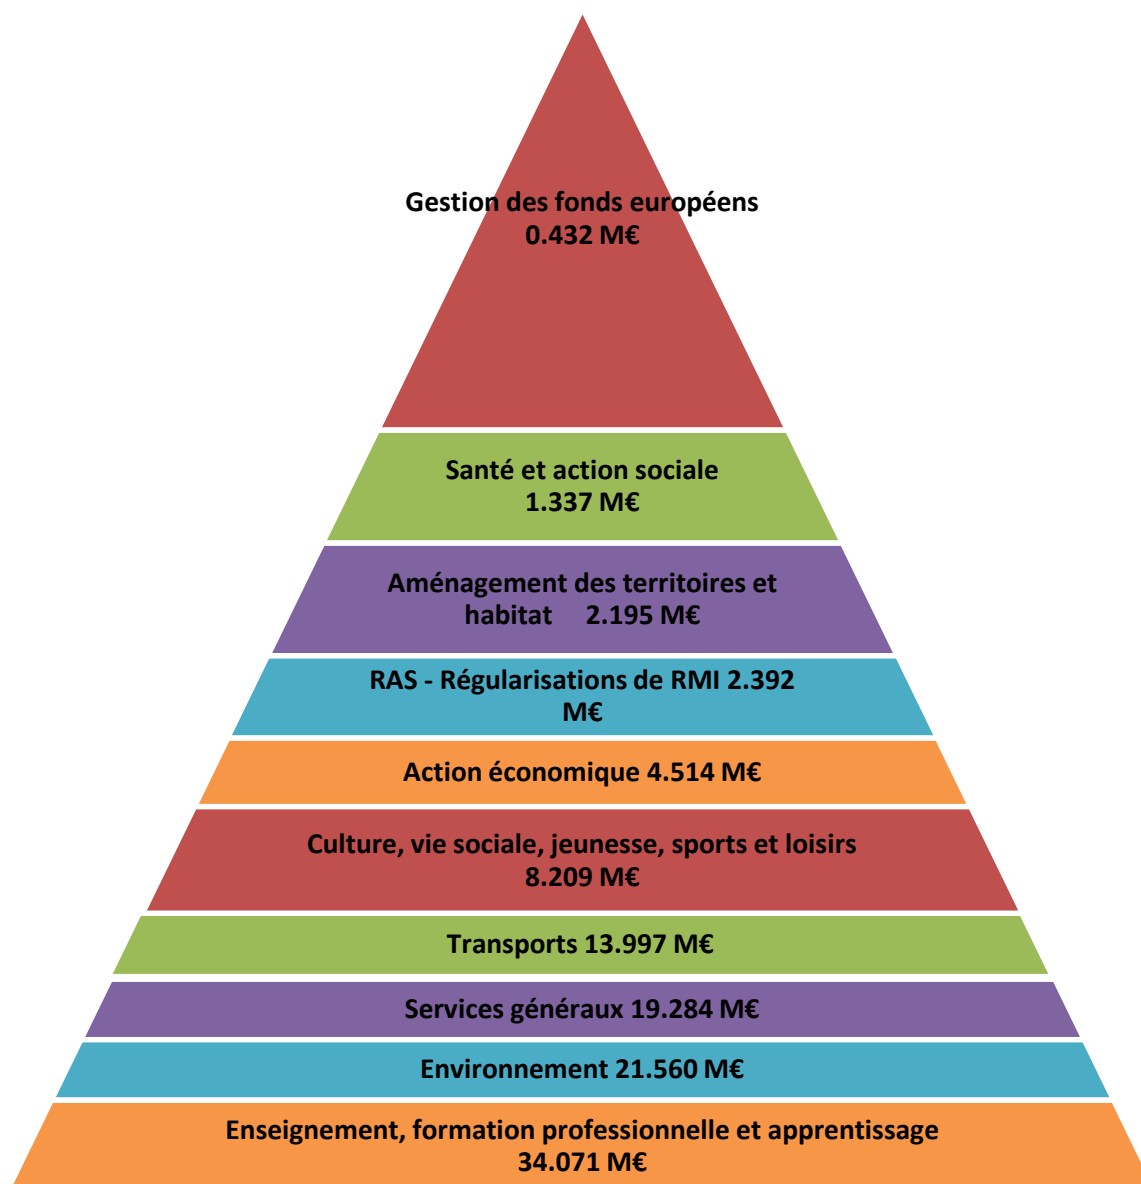 Gestion des fonds européens
0.432 M€
Santé et action sociale
1.337 M€
Aménagement des territoires et
habitat 2.195 M€
RAS - Régularisations de RMI 2.392
M€
Action économique 4.514 M€
Culture, vie sociale, jeunesse, sports et loisirs
8.209 M€
Transports 13.997 M€
Services généraux 19.284 M€
Environnement 21.560 M€
Enseignement, formation professionnelle et apprentissage
34.071 M€